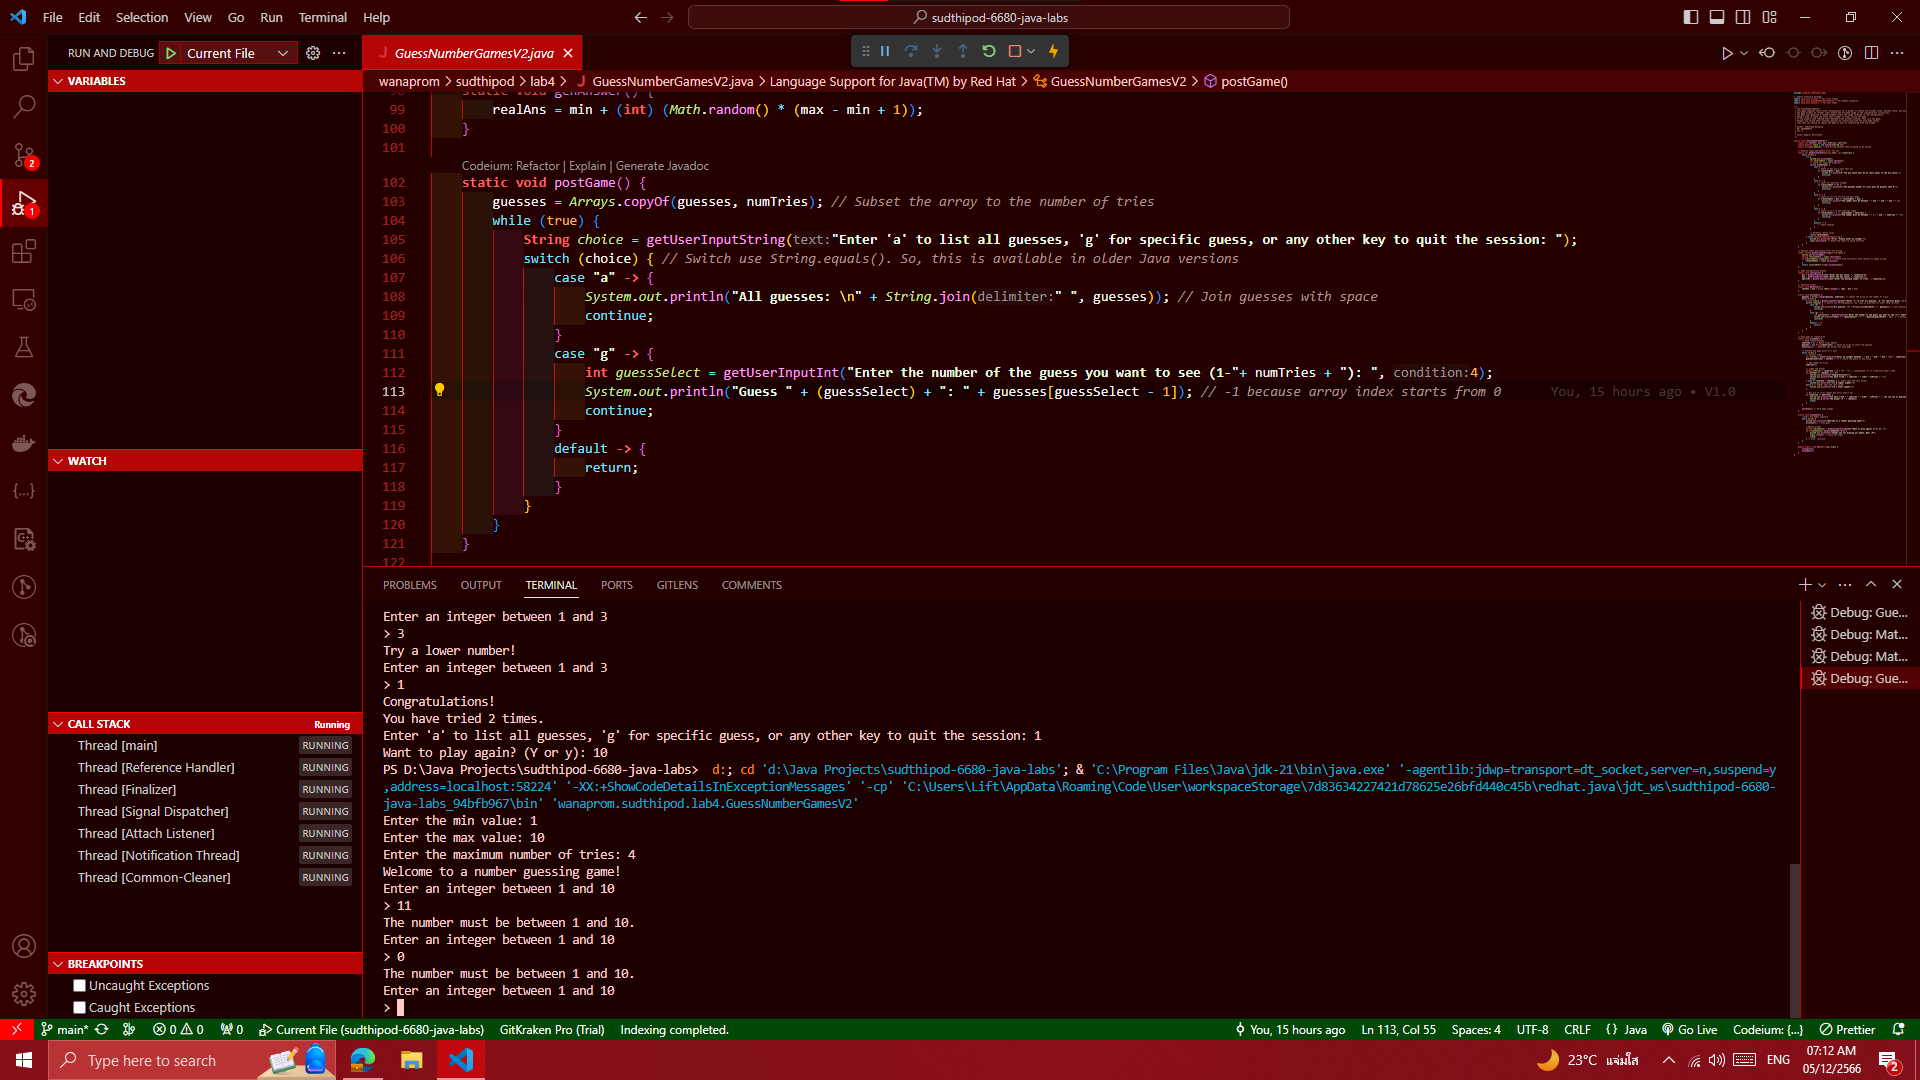 File Edit Selection View Go Run Terminal Help
sudthipod-6680-java-labs
RUN AND DEBUG Current File
GuessNumberGamesV2.java
wanaprom > sudthipod > lab4 > GuessNumberGamesV2.java > Language Support for Java(TM) by Red Hat > GuessNumberGamesV2 > postGame()
VARIABLES
WATCH
CALL STACK Running
Thread [main] RUNNING
Thread [Reference Handler] RUNNING
Thread [Finalizer] RUNNING
Thread [Signal Dispatcher] RUNNING
Thread [Attach Listener] RUNNING
Thread [Notification Thread] RUNNING
Thread [Common-Cleaner] RUNNING
BREAKPOINTS
Uncaught Exceptions
Caught Exceptions
2
1
static void genAnswer() {
99 realAns = min + (int) (Math.random() * (max - min + 1));
100 }
101
Codeium: Refactor | Explain | Generate Javadoc
102 static void postGame() {
103 guesses = Arrays.copyOf(guesses, numTries); // Subset the array to the number of tries
104 while (true) {
105 String choice = getUserInputString(text:"Enter 'a' to list all guesses, 'g' for specific guess, or any other key to quit the session: ");
106 switch (choice) { // Switch use String.equals(). So, this is available in older Java versions
107 case "a" -> {
108 System.out.println("All guesses: \n" + String.join(delimiter:" ", guesses)); // Join guesses with space
109 continue;
110 }
111 case "g" -> {
112 int guessSelect = getUserInputInt("Enter the number of the guess you want to see (1-"+ numTries + "): ", condition:4);
113 System.out.println("Guess " + (guessSelect) + ": " + guesses[guessSelect - 1]); // -1 because array index starts from 0 You, 15 hours ago • V1.0
114 continue;
115 }
116 default -> {
117 return;
118 }
119 }
120 }
121 }
122
PROBLEMS OUTPUT TERMINAL PORTS GITLENS COMMENTS
Enter an integer between 1 and 3
> 3
Try a lower number!
Enter an integer between 1 and 3
> 1
Congratulations!
You have tried 2 times.
Enter 'a' to list all guesses, 'g' for specific guess, or any other key to quit the session: 1
Want to play again? (Y or y): 10
PS D:\Java Projects\sudthipod-6680-java-labs> d:; cd 'd:\Java Projects\sudthipod-6680-java-labs'; & 'C:\Program Files\Java\jdk-21\bin\java.exe' '-agentlib:jdwp=transport=dt_socket,server=n,suspend=y
,address=localhost:58224' '-XX:+ShowCodeDetailsInExceptionMessages' '-cp' 'C:\Users\Lift\AppData\Roaming\Code\User\workspaceStorage\7d83634227421d78625e26bfd440c45b\redhat.java\jdt_ws\sudthipod-6680-
java-labs_94bfb967\bin' 'wanaprom.sudthipod.lab4.GuessNumberGamesV2'
Enter the min value: 1
Enter the max value: 10
Enter the maximum number of tries: 4
Welcome to a number guessing game!
Enter an integer between 1 and 10
> 11
The number must be between 1 and 10.
Enter an integer between 1 and 10
> 0
The number must be between 1 and 10.
Enter an integer between 1 and 10
>
Debug: Gue...
Debug: Mat...
Debug: Mat...
Debug: Gue...
main* 0 0 0 Current File (sudthipod-6680-java-labs) GitKraken Pro (Trial) Indexing completed.
You, 15 hours ago Ln 113, Col 55 Spaces: 4 UTF-8 CRLF {} Java Go Live Codeium: {...} Prettier
Type here to search
23°C แจ่มใส ENG 07:12 AM
05/12/2566
2